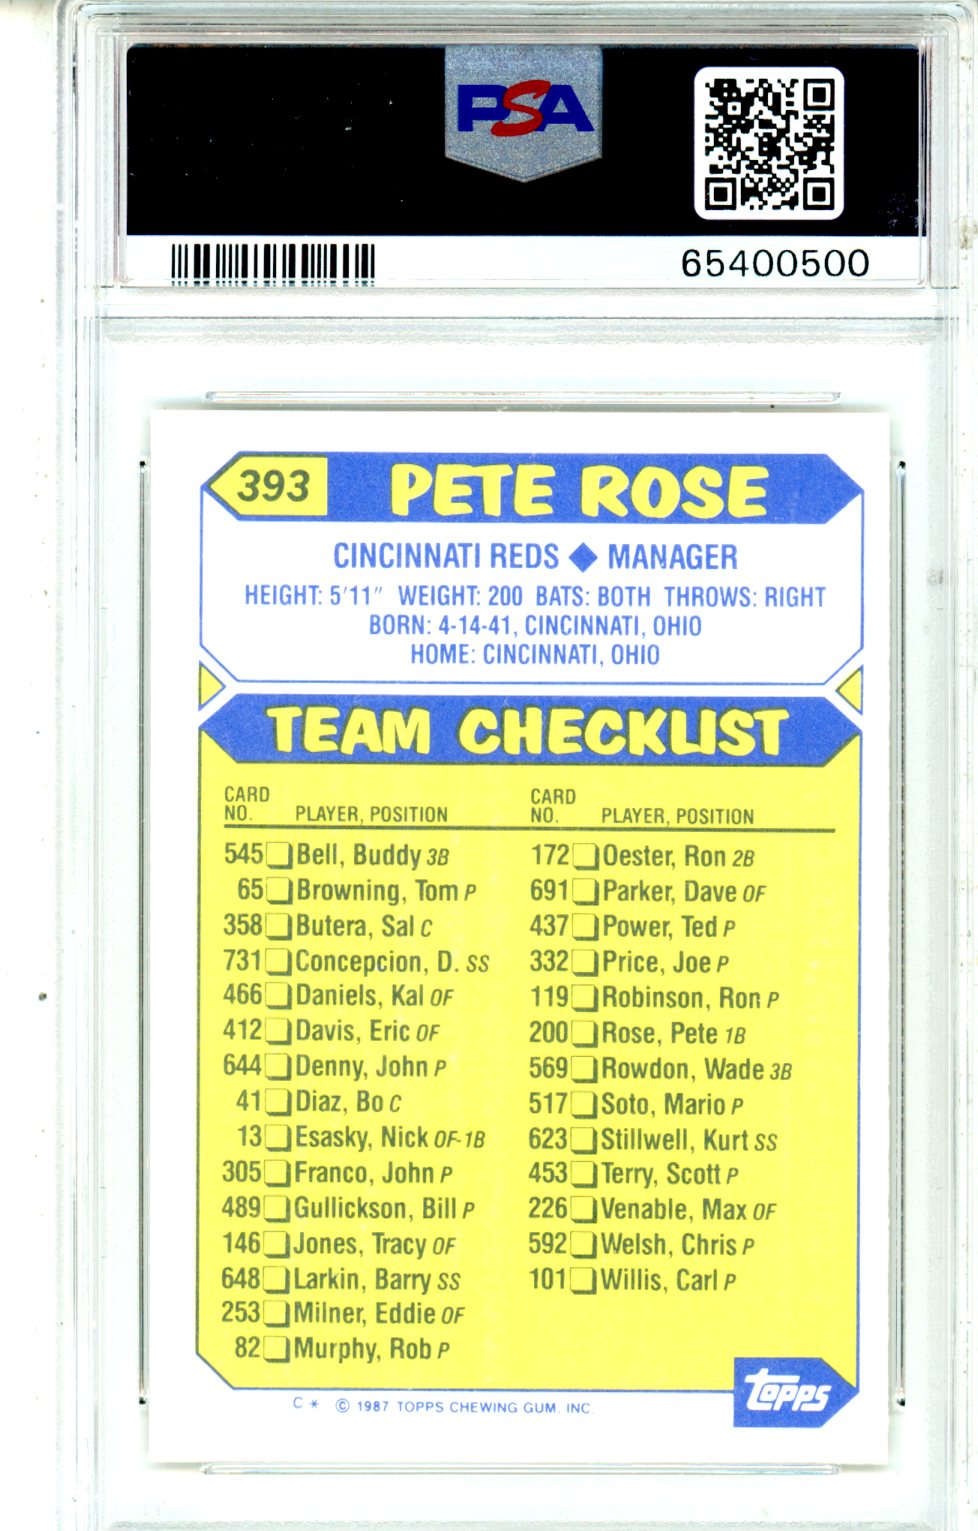 PSA
65400500
393 PETE ROSE
CINCINNATI REDS ◆ MANAGER
HEIGHT: 5'11" WEIGHT: 200 BATS: BOTH THROWS: RIGHT
BORN: 4-14-41, CINCINNATI, OHIO
HOME: CINCINNATI, OHIO
TEAM CHECKLIST
CARD NO. PLAYER, POSITION
545 Bell, Buddy 3B
65 Browning, Tom P
358 Butera, Sal C
731 Concepcion, D. SS
466 Daniels, Kal OF
412 Davis, Eric OF
644 Denny, John P
41 Diaz, Bo C
13 Esasky, Nick OF-1B
305 Franco, John P
489 Gullickson, Bill P
146 Jones, Tracy OF
648 Larkin, Barry SS
253 Milner, Eddie OF
82 Murphy, Rob P
CARD NO. PLAYER, POSITION
172 Oester, Ron 2B
691 Parker, Dave OF
437 Power, Ted P
332 Price, Joe P
119 Robinson, Ron P
200 Rose, Pete 1B
569 Rowdon, Wade 3B
517 Soto, Mario P
623 Stillwell, Kurt SS
453 Terry, Scott P
226 Venable, Max OF
592 Welsh, Chris P
101 Willis, Carl P
topps
C * © 1987 TOPPS CHEWING GUM, INC.